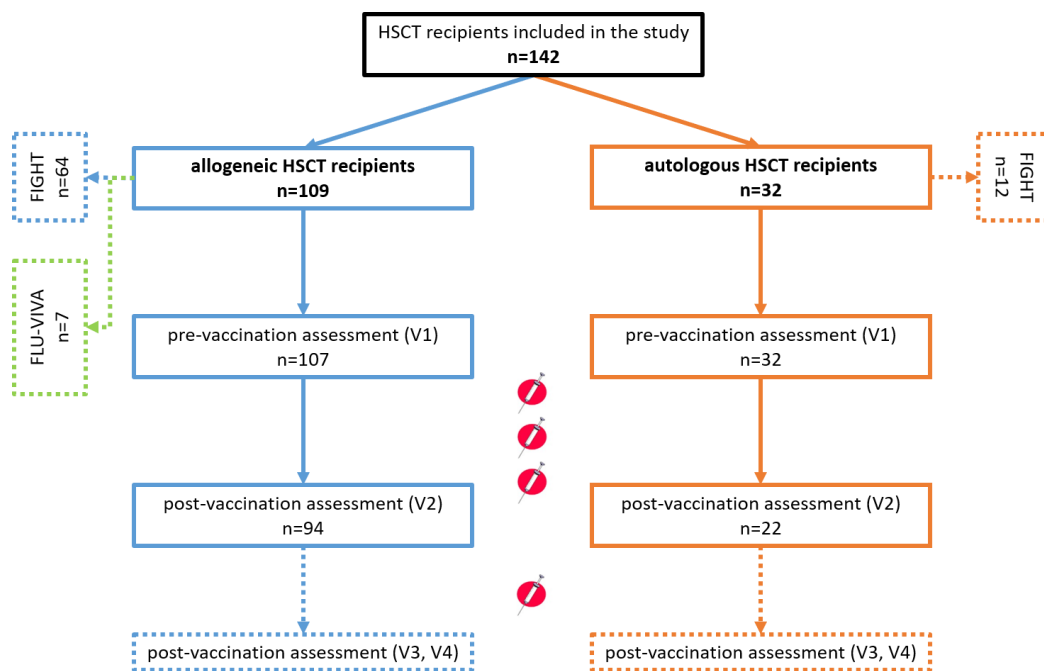 HSCT recipients included in the study
n=142
FIGHT
n=64
allogeneic HSCT recipients
n=109
autologous HSCT recipients
n=32
FIGHT
n=12
FLU-VIVA
n=7
pre-vaccination assessment (V1)
n=107
pre-vaccination assessment (V1)
n=32
post-vaccination assessment (V2)
n=94
post-vaccination assessment (V2)
n=22
post-vaccination assessment (V3, V4)
post-vaccination assessment (V3, V4)